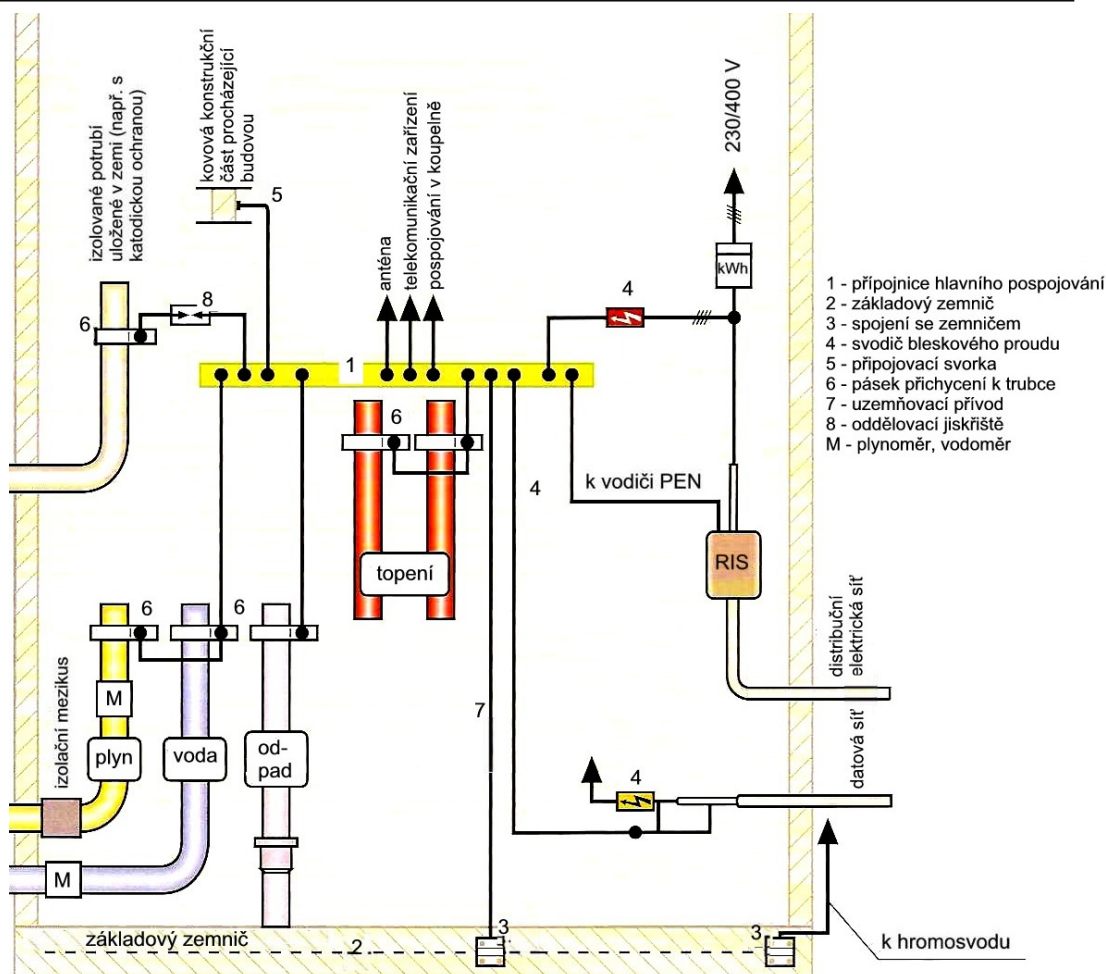 izolované potrubí
uložené v zemi (např. s
katodickou ochranou)
kovová konstrukční
část procházející
budovou
5
anténa
telekomunikační zařízení
pospojování v koupelně
230/400 V
kWh
4
8
6
1
1 - přípojnice hlavního pospojování
2 - základový zemnič
3 - spojení se zemničem
4 - svodič bleskového proudu
5 - připojovací svorka
6 - pásek přichycení k trubce
7 - uzemňovací přívod
8 - oddělovací jiskřiště
M - plynoměr, vodoměr
6
4
k vodiči PEN
RIS
topení
6
6
distribuční
elektrická síť
datová síť
7
M
izolační mezikus
plyn
voda
od-
pad
4
M
základový zemnič
2
3
3
k hromosvodu